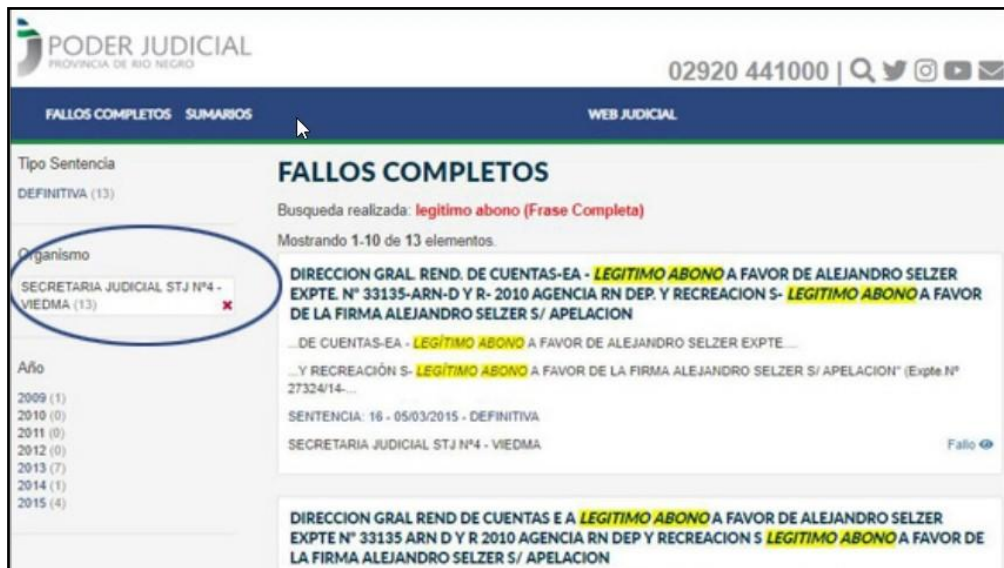 PODER JUDICIAL
PROVINCIA DE RIO NEGRO
02920 441000 |
FALLOS COMPLETOS SUMARIOS WEB JUDICIAL
Tipo Sentencia
DEFINITIVA (13)
Organismo
SECRETARIA JUDICIAL STJ Nº4 -
VIEDMA (13)
Año
2009 (1)
2010 (0)
2011 (0)
2012 (0)
2013 (7)
2014 (1)
2015 (4)
FALLOS COMPLETOS
Busqueda realizada: legitimo abono (Frase Completa)
Mostrando 1-10 de 13 elementos.
DIRECCION GRAL. REND. DE CUENTAS-EA - LEGITIMO ABONO A FAVOR DE ALEJANDRO SELZER
EXPTE. Nº 33135-ARN-D Y R- 2010 AGENCIA RN DEP. Y RECREACION S- LEGITIMO ABONO A FAVOR
DE LA FIRMA ALEJANDRO SELZER S/ APELACION
...DE CUENTAS-EA - LEGÍTIMO ABONO A FAVOR DE ALEJANDRO SELZER EXPTE....
...Y RECREACIÓN S- LEGÍTIMO ABONO A FAVOR DE LA FIRMA ALEJANDRO SELZER S/ APELACION" (Expte.Nº
27324/14-...
SENTENCIA: 16 - 05/03/2015 - DEFINITIVA
SECRETARIA JUDICIAL STJ Nº4 - VIEDMA Fallo
DIRECCION GRAL REND DE CUENTAS E A LEGITIMO ABONO A FAVOR DE ALEJANDRO SELZER
EXPTE Nº 33135 ARN D Y R 2010 AGENCIA RN DEP Y RECREACION S LEGITIMO ABONO A FAVOR DE
LA FIRMA ALEJANDRO SELZER S/ APELACION